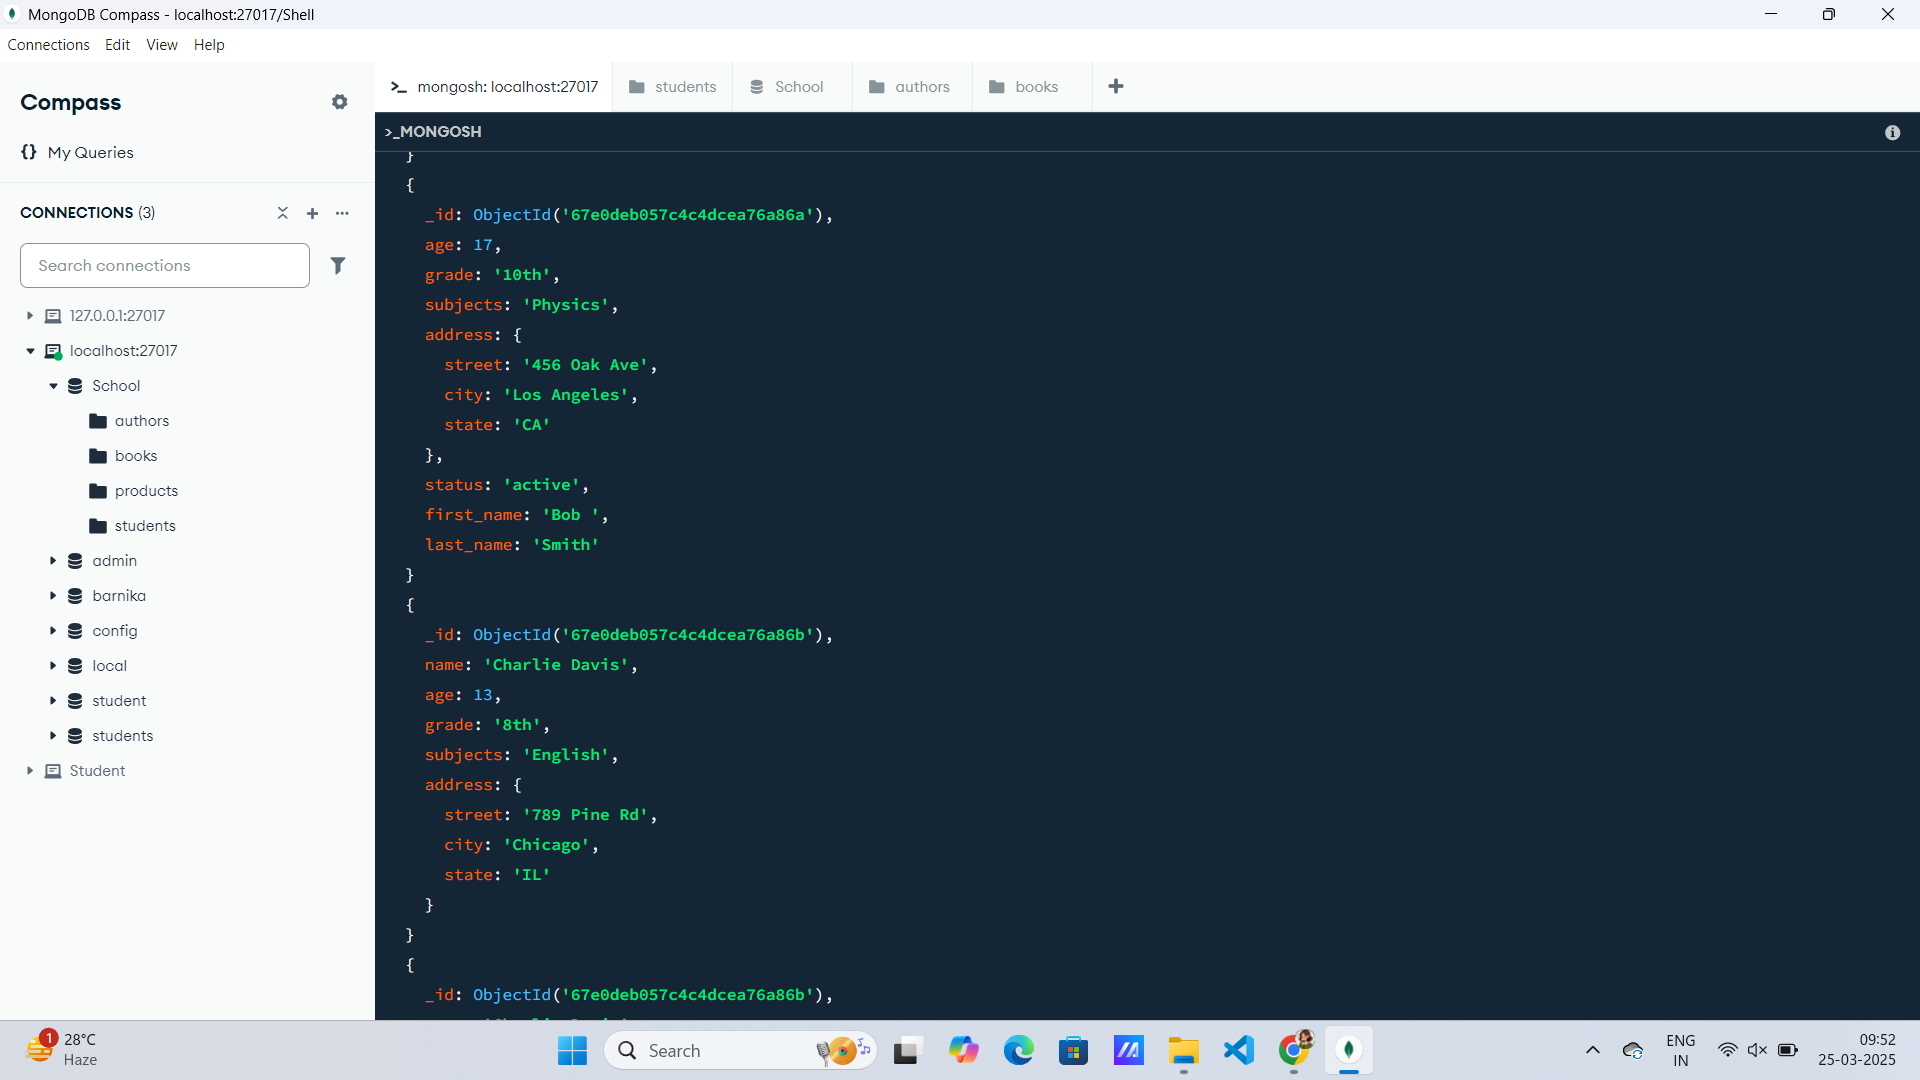 MongoDB Compass - localhost:27017/Shell
Connections Edit View Help
Compass
My Queries
CONNECTIONS (3)
Search connections
127.0.0.1:27017
localhost:27017
School
authors
books
products
students
admin
barnika
config
local
student
students
Student
mongosh: localhost:27017 students School authors books
>_MONGOSH
}
{
_id: ObjectId('67e0deb057c4c4dcea76a86a'),
age: 17,
grade: '10th',
subjects: 'Physics',
address: {
street: '456 Oak Ave',
city: 'Los Angeles',
state: 'CA'
},
status: 'active',
first_name: 'Bob ',
last_name: 'Smith'
}
{
_id: ObjectId('67e0deb057c4c4dcea76a86b'),
name: 'Charlie Davis',
age: 13,
grade: '8th',
subjects: 'English',
address: {
street: '789 Pine Rd',
city: 'Chicago',
state: 'IL'
}
}
{
_id: ObjectId('67e0deb057c4c4dcea76a86b'),
1
28°C
Haze
Search
ENG
IN
09:52
25-03-2025